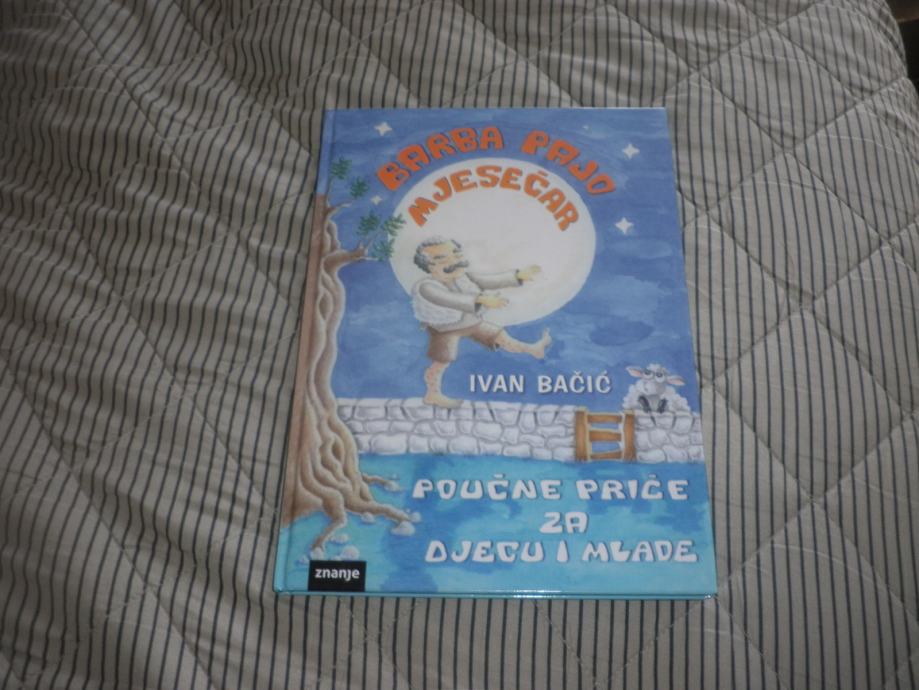 BARBA PAJO
MJESEČAR
IVAN BAČIĆ
POUČNE PRIČE
ZA
DJECU I MLADE
znanje